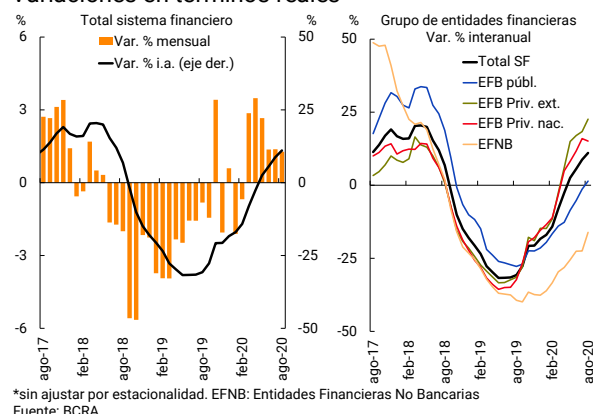 Variaciones en términos reales
Total sistema financiero
%
%
6
3
0
-3
-6
50
25
0
-25
-50
Var. % mensual
Var. % i.a. (eje der.)
ago-17
feb-18
ago-18
feb-19
ago-19
feb-20
ago-20
Grupo de entidades financieras
Var. % interanual
%
50
25
0
-25
-50
Total SF
EFB públ.
EFB Priv. ext.
EFB Priv. nac.
EFNB
ago-17
feb-18
ago-18
feb-19
ago-19
feb-20
ago-20
*sin ajustar por estacionalidad. EFNB: Entidades Financieras No Bancarias
Fuente: BCRA